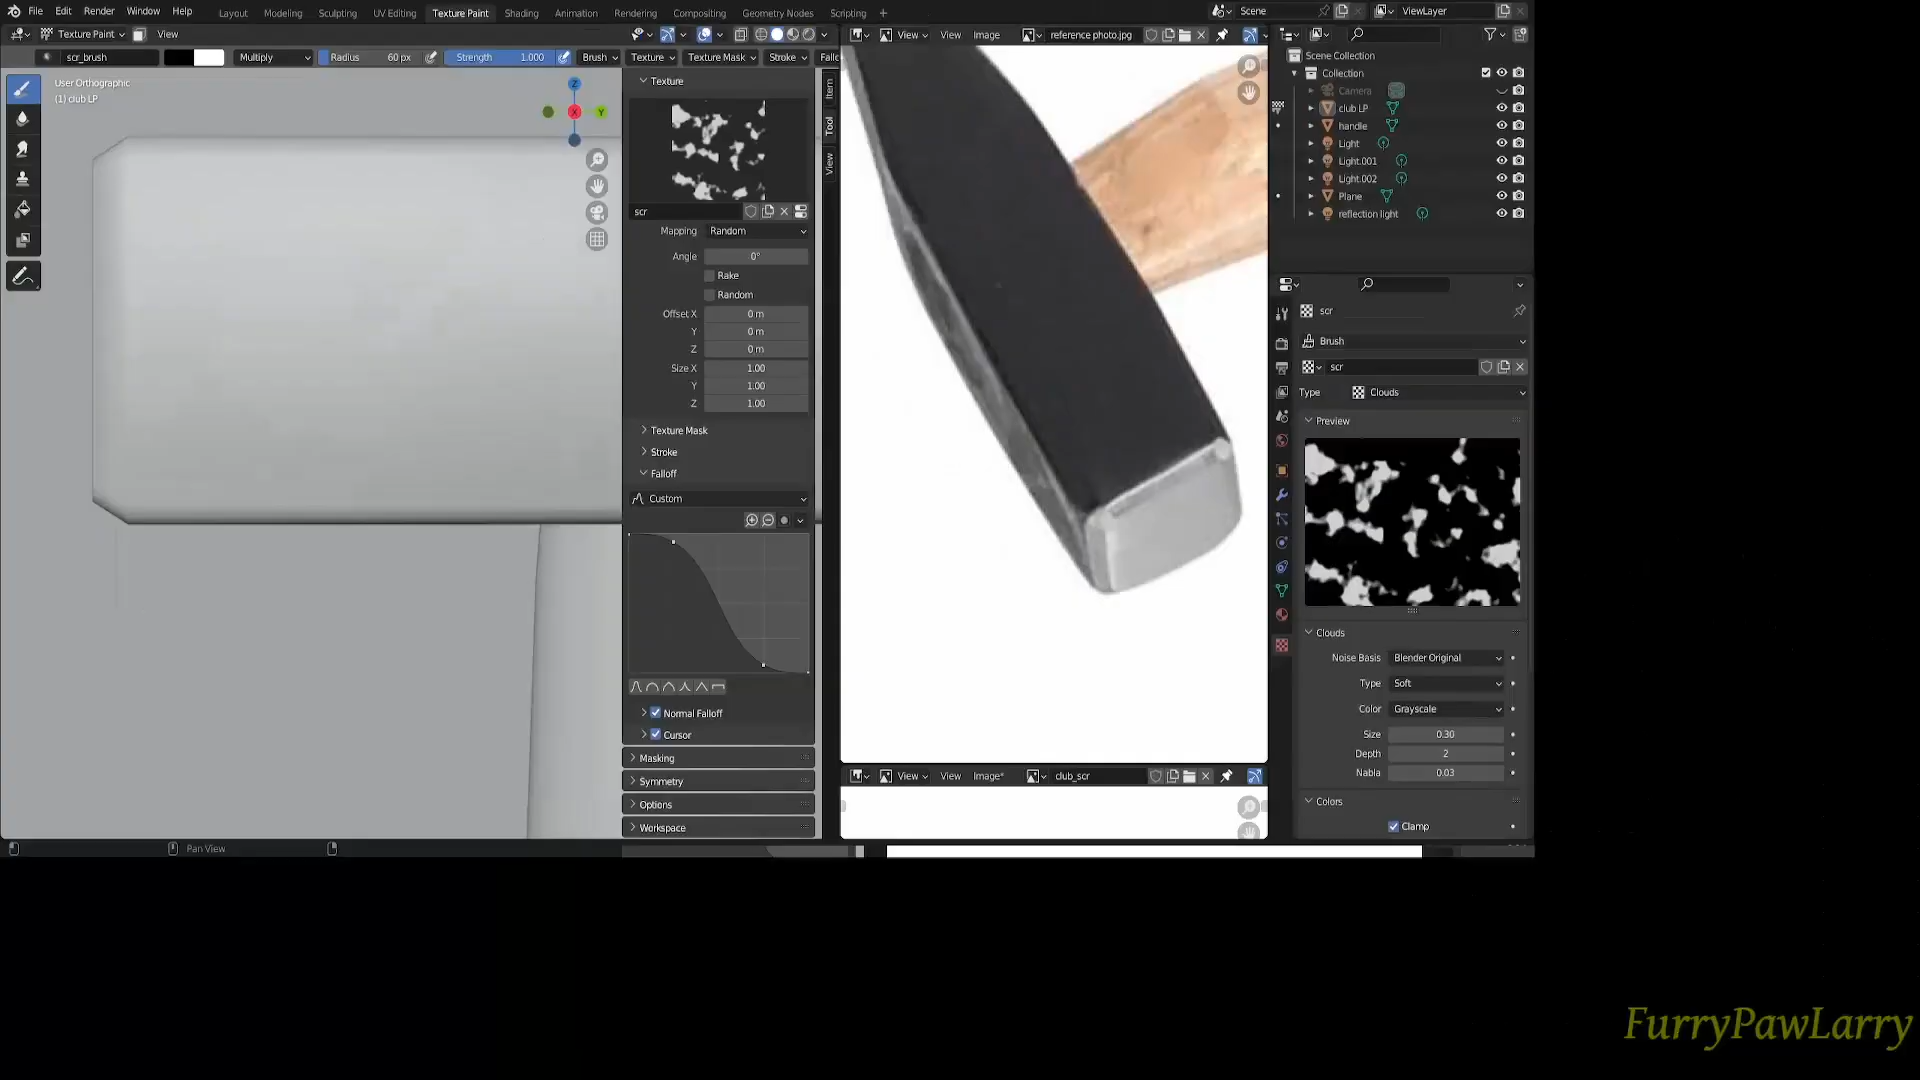 File Edit Render Window Help Layout Modeling Sculpting UV Editing Texture Paint Shading Animation Rendering Compositing Geometry Nodes Scripting + Scene ViewLayer
Texture Paint View
View View Image reference photo.jpg
scr_brush Multiply Radius 60 px Strength 1.000 Brush Texture Texture Mask Stroke Fallo
User Orthographic
(1) club LP
Z
X
Y
Texture
scr
Mapping Random
Angle 0°
Rake
Random
Offset X 0 m
Y 0 m
Z 0 m
Size X 1.00
Y 1.00
Z 1.00
Texture Mask
Stroke
Falloff
Custom
Normal Falloff
Cursor
Masking
Symmetry
Options
Workspace
Item
Tool
View
View View Image* club_scr
Scene Collection
Collection
Camera
club LP
handle
Light
Light.001
Light.002
Plane
reflection light
scr
Brush
scr
Type Clouds
Preview
Clouds
Noise Basis Blender Original
Type Soft
Color Grayscale
Size 0.30
Depth 2
Nabla 0.03
Colors
Clamp
Pan View
FurryPawLarry